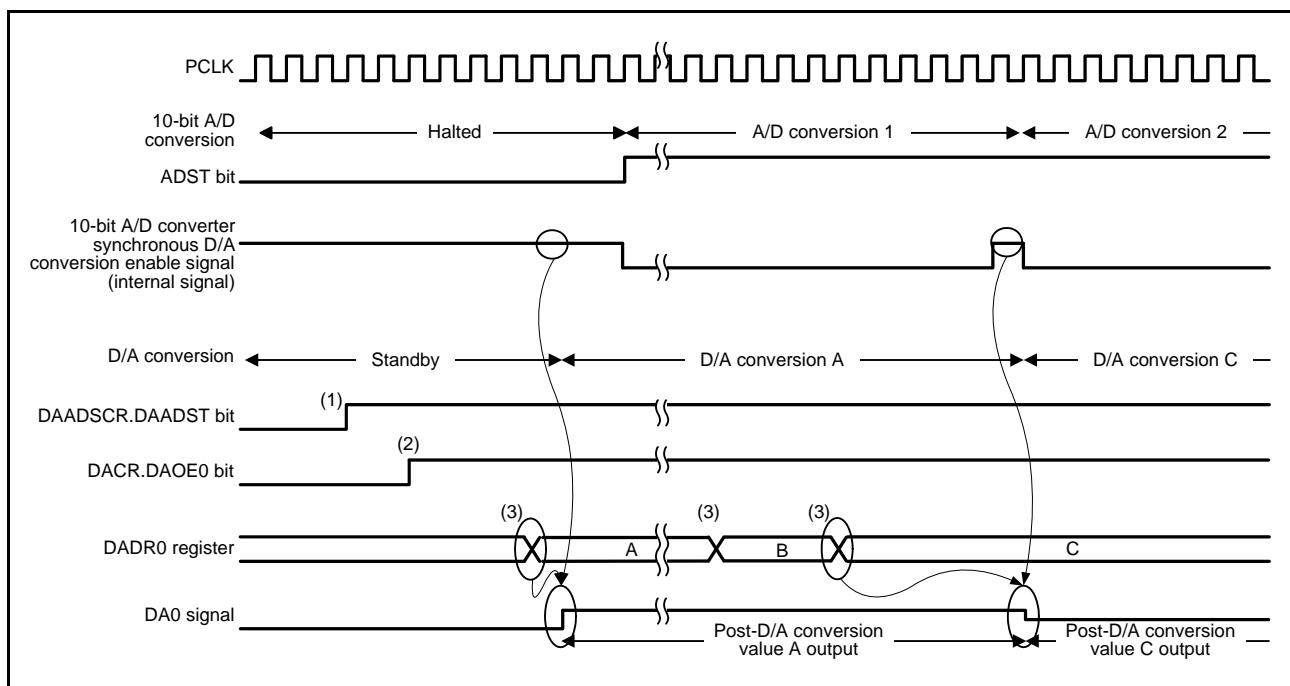 PCLK
10-bit A/D
conversion
Halted
A/D conversion 1
A/D conversion 2
ADST bit
10-bit A/D converter
synchronous D/A
conversion enable signal
(internal signal)
D/A conversion
Standby
D/A conversion A
D/A conversion C
(1)
DAADSCR.DAADST bit
(2)
DACR.DAOE0 bit
(3)
(3)
(3)
DADR0 register
A
B
C
DA0 signal
Post-D/A conversion
value A output
Post-D/A conversion
value C output